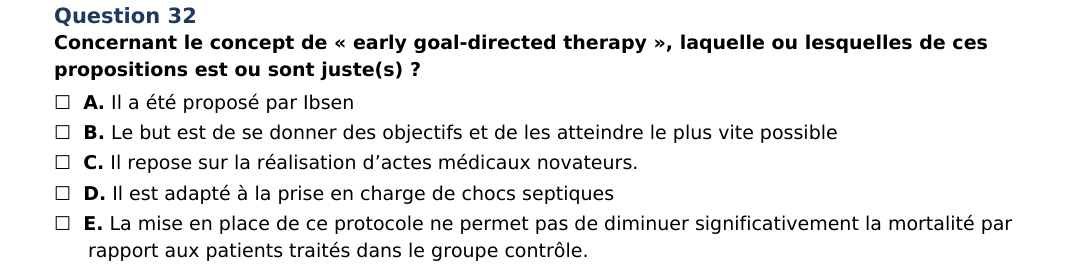 Question 32
Concernant le concept de « early goal-directed therapy », laquelle ou lesquelles de ces
propositions est ou sont juste(s) ?
☐ A. Il a été proposé par Ibsen
☐ B. Le but est de se donner des objectifs et de les atteindre le plus vite possible
☐ C. Il repose sur la réalisation d’actes médicaux novateurs.
☐ D. Il est adapté à la prise en charge de chocs septiques
☐ E. La mise en place de ce protocole ne permet pas de diminuer significativement la mortalité par
rapport aux patients traités dans le groupe contrôle.